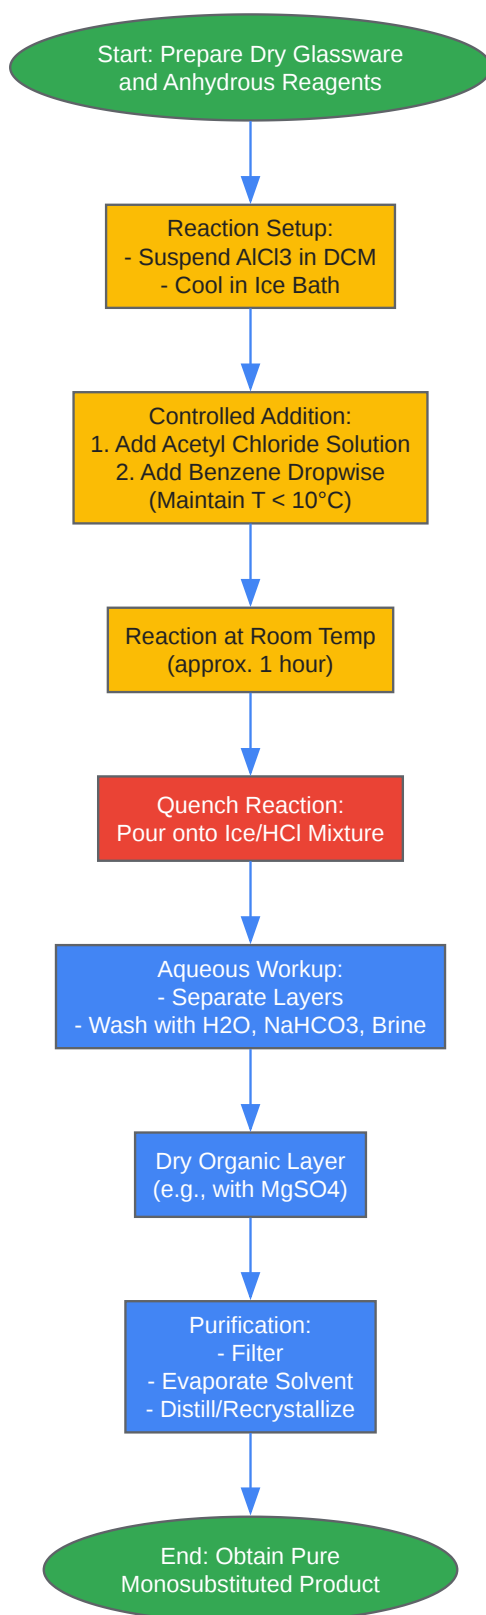 Start: Prepare Dry Glassware
and Anhydrous Reagents
Reaction Setup:
- Suspend AlCl3 in DCM
- Cool in Ice Bath
Controlled Addition:
1. Add Acetyl Chloride Solution
2. Add Benzene Dropwise
(Maintain T < 10°C)
Reaction at Room Temp
(approx. 1 hour)
Quench Reaction:
Pour onto Ice/HCl Mixture
Aqueous Workup:
- Separate Layers
- Wash with H2O, NaHCO3, Brine
Dry Organic Layer
(e.g., with MgSO4)
Purification:
- Filter
- Evaporate Solvent
- Distill/Recrystallize
End: Obtain Pure
Monosubstituted Product